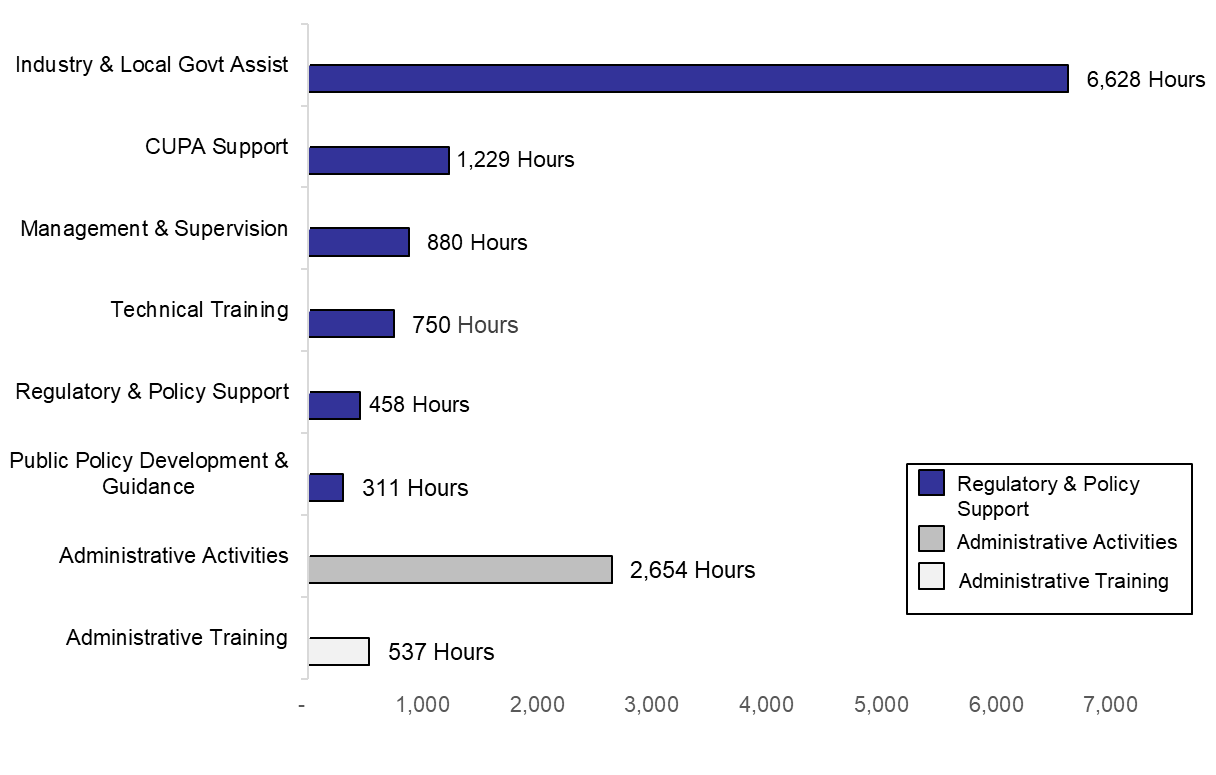 Industry & Local Govt Assist
6,628 Hours
CUPA Support
1,229 Hours
Management & Supervision
880 Hours
Technical Training
750 Hours
Regulatory & Policy Support
458 Hours
Public Policy Development &
Guidance
311 Hours
Administrative Activities
2,654 Hours
Administrative Training
537 Hours
Regulatory & Policy
Support
Administrative Activities
Administrative Training
- 1,000 2,000 3,000 4,000 5,000 6,000 7,000